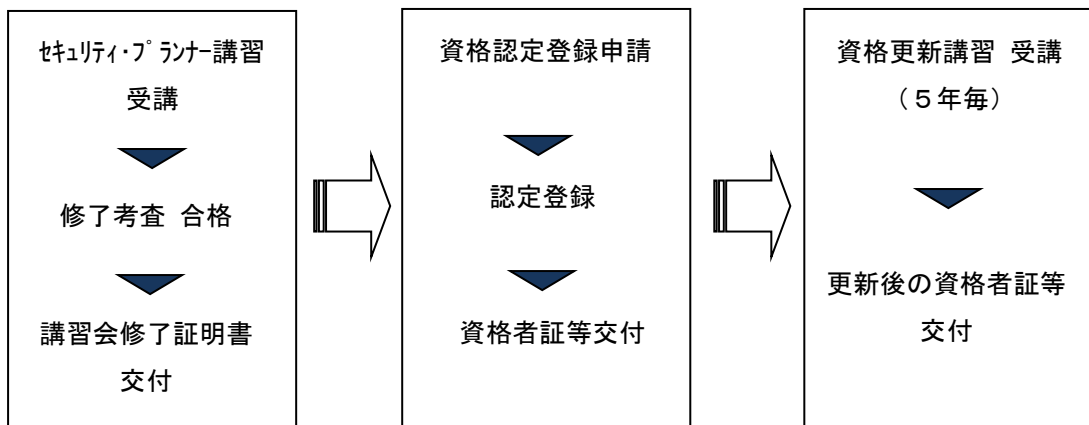 ｾｷｭﾘﾃｨ･ﾌﾟﾗﾝﾅｰ講習
受講
修了考査 合格
講習会修了証明書
交付
資格認定登録申請
認定登録
資格者証等交付
資格更新講習 受講
（５年毎）
更新後の資格者証等
交付